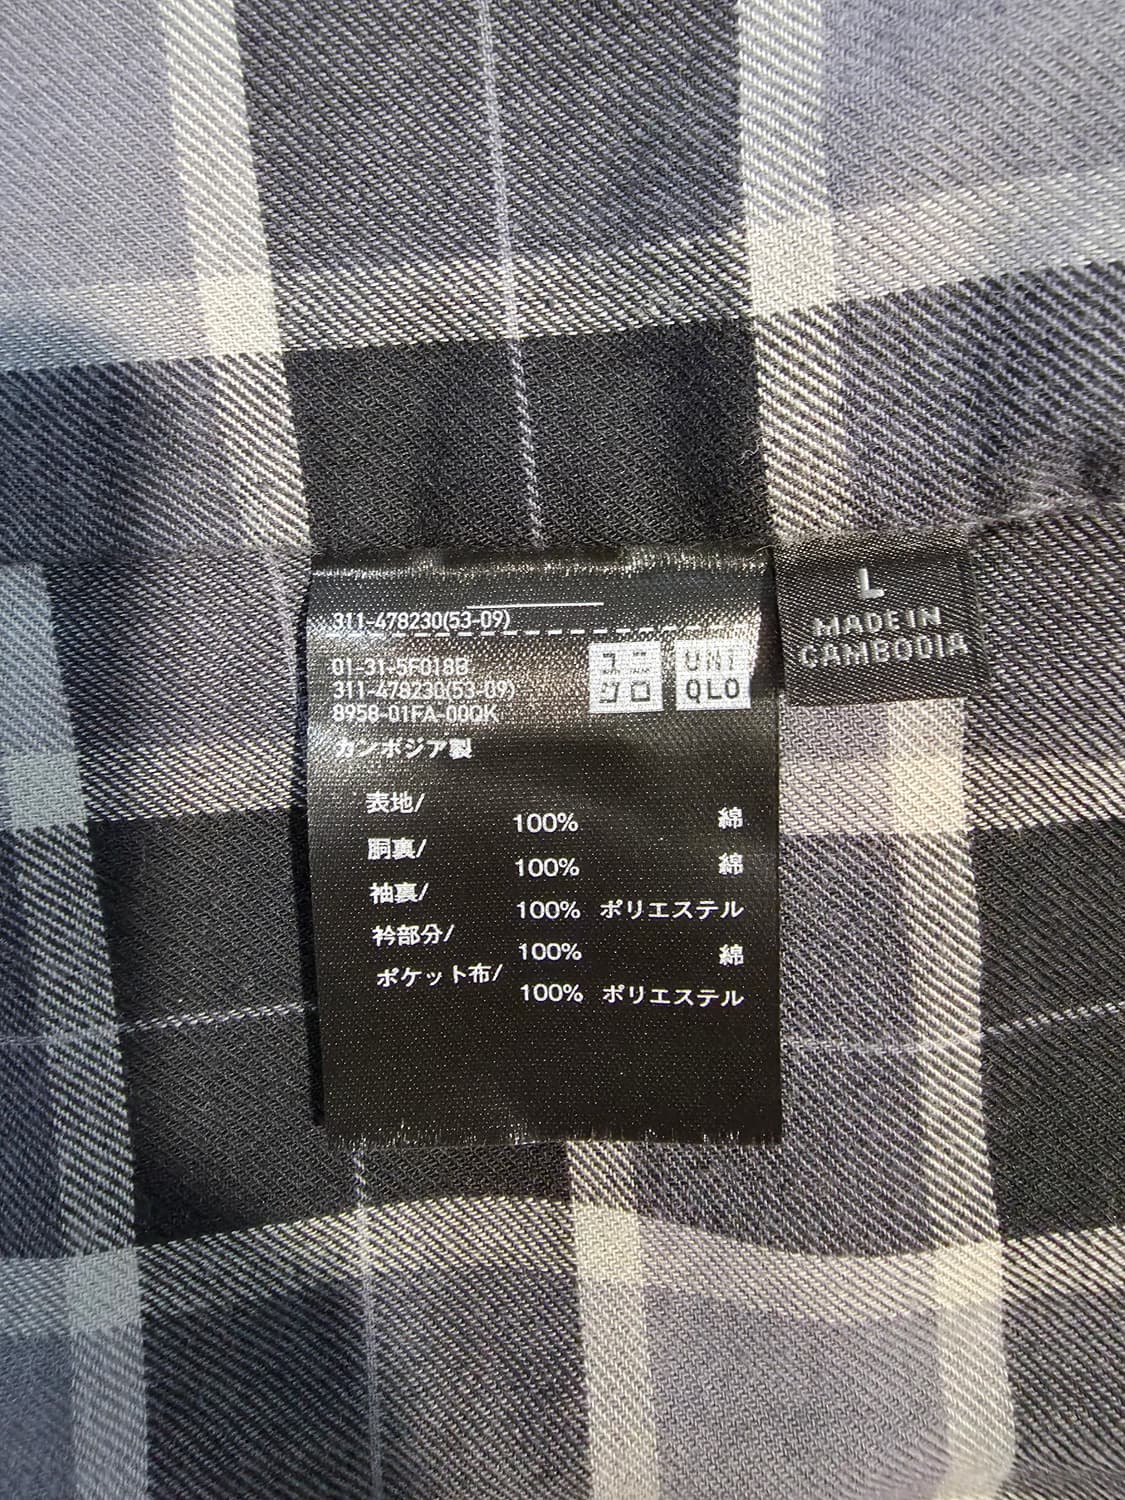 311-478230(53-09)
01-31-5F018B
311-478230(53-09)
8958-01FA-00QK
ユニ
クロ
UNI
QLO
L
MADE IN
CAMBODIA
カンボジア製
表地/
100% 綿
胴裏/
100% 綿
袖裏/
100% ポリエステル
衿部分/
100% 綿
ポケット布/
100% ポリエステル